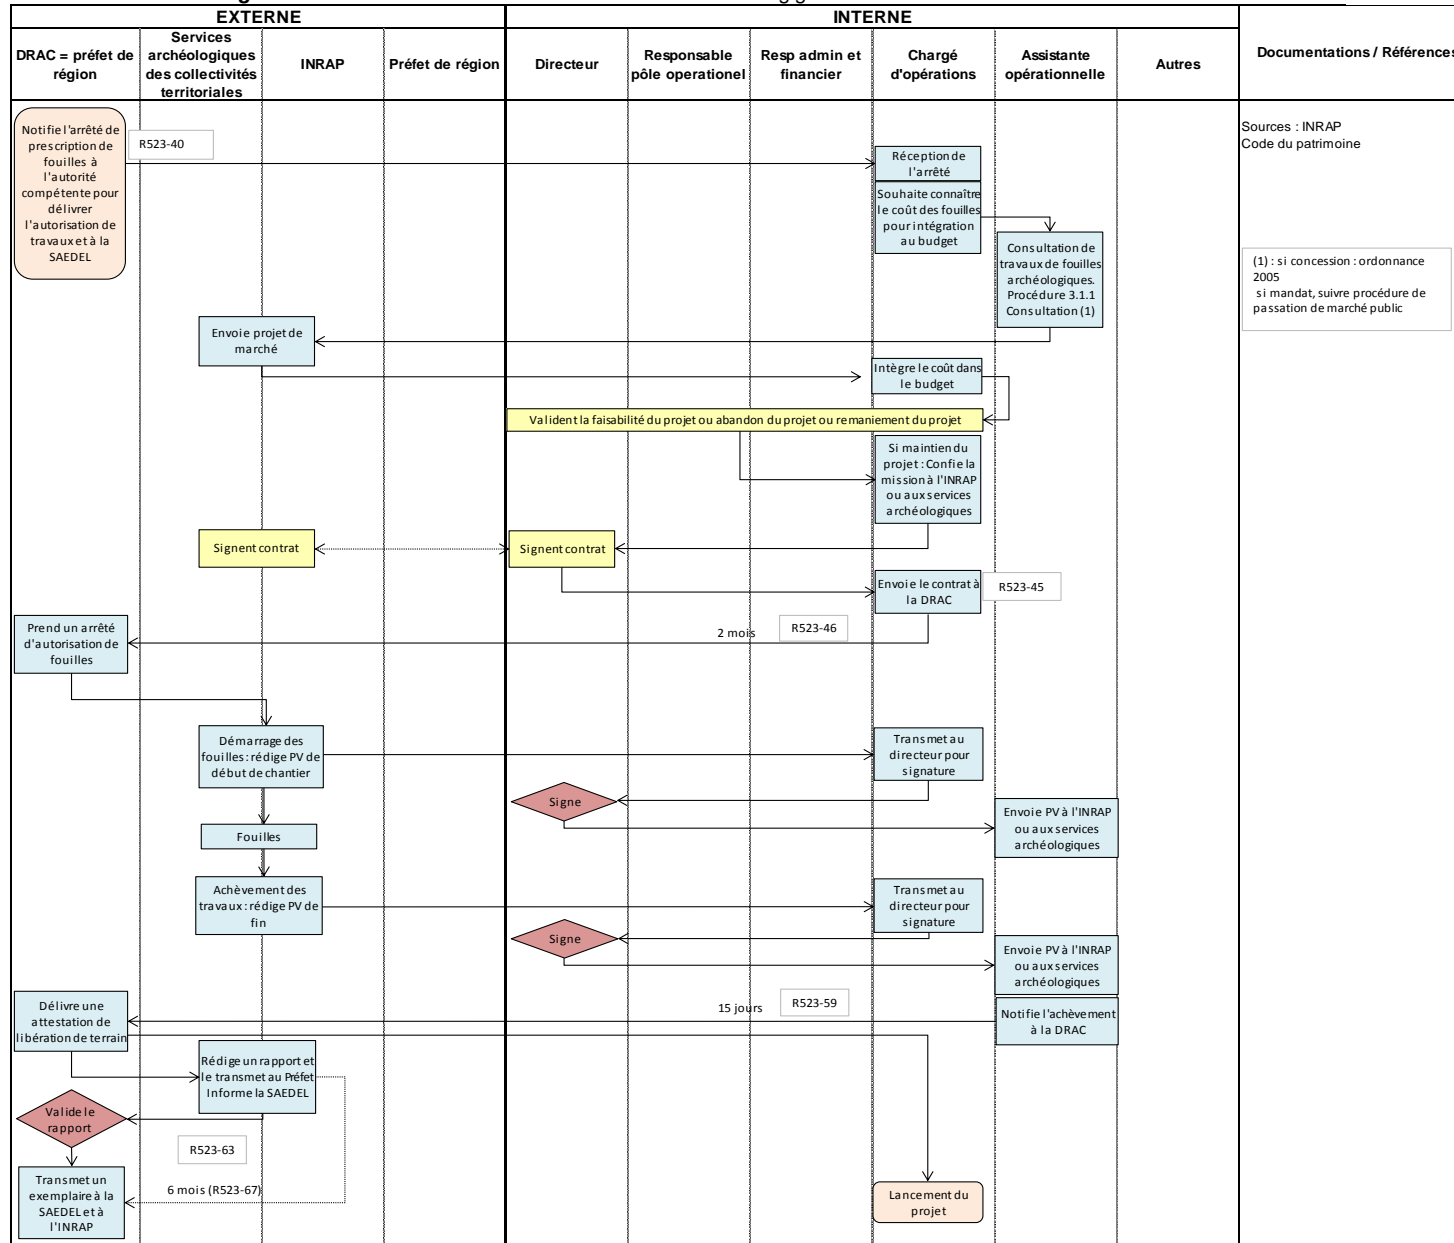 EXTERNE
INTERNE
DRAC = préfet de
région
Services
archéologiques
des collectivités
territoriales
INRAP
Préfet de région
Directeur
Responsable
pôle operationel
Resp admin et
financier
Chargé
d'opérations
Assistante
opérationnelle
Autres
Documentations / Références
Notifie l'arrêté de
prescription de
fouilles à
l'autorité
compétente pour
délivrer
l'autorisation de
travaux et à la
SAEDEL
R523-40
Réception de
l'arrêté
Sources : INRAP
Code du patrimoine
Souhaite connaître
le coût des fouilles
pour intégration
au budget
Consultation de
travaux de fouilles
archéologiques.
Procédure 3.1.1
Consultation (1)
(1) : si concession : ordonnance
2005
si mandat, suivre procédure de
passation de marché public
Envoie projet de
marché
Intègre le coût dans
le budget
Valident la faisabilité du projet ou abandon du projet ou remaniement du projet
Si maintien du
projet : Confie la
mission à l'INRAP
ou aux services
archéologiques
Signent contrat
Signent contrat
Envoie le contrat à
la DRAC
R523-45
Prend un arrêté
d'autorisation de
fouilles
2 mois
R523-46
Démarrage des
fouilles : rédige PV de
début de chantier
Transmet au
directeur pour
signature
Signe
Envoie PV à l'INRAP
ou aux services
archéologiques
Fouilles
Achèvement des
travaux : rédige PV de
fin
Transmet au
directeur pour
signature
Signe
Envoie PV à l'INRAP
ou aux services
archéologiques
Délivre une
attestation de
libération de terrain
15 jours
R523-59
Notifie l'achèvement
à la DRAC
Rédige un rapport et
le transmet au Préfet
Informe la SAEDEL
Valide le
rapport
R523-63
Transmet un
exemplaire à la
SAEDEL et à
l'INRAP
6 mois (R523-67)
Lancement du
projet